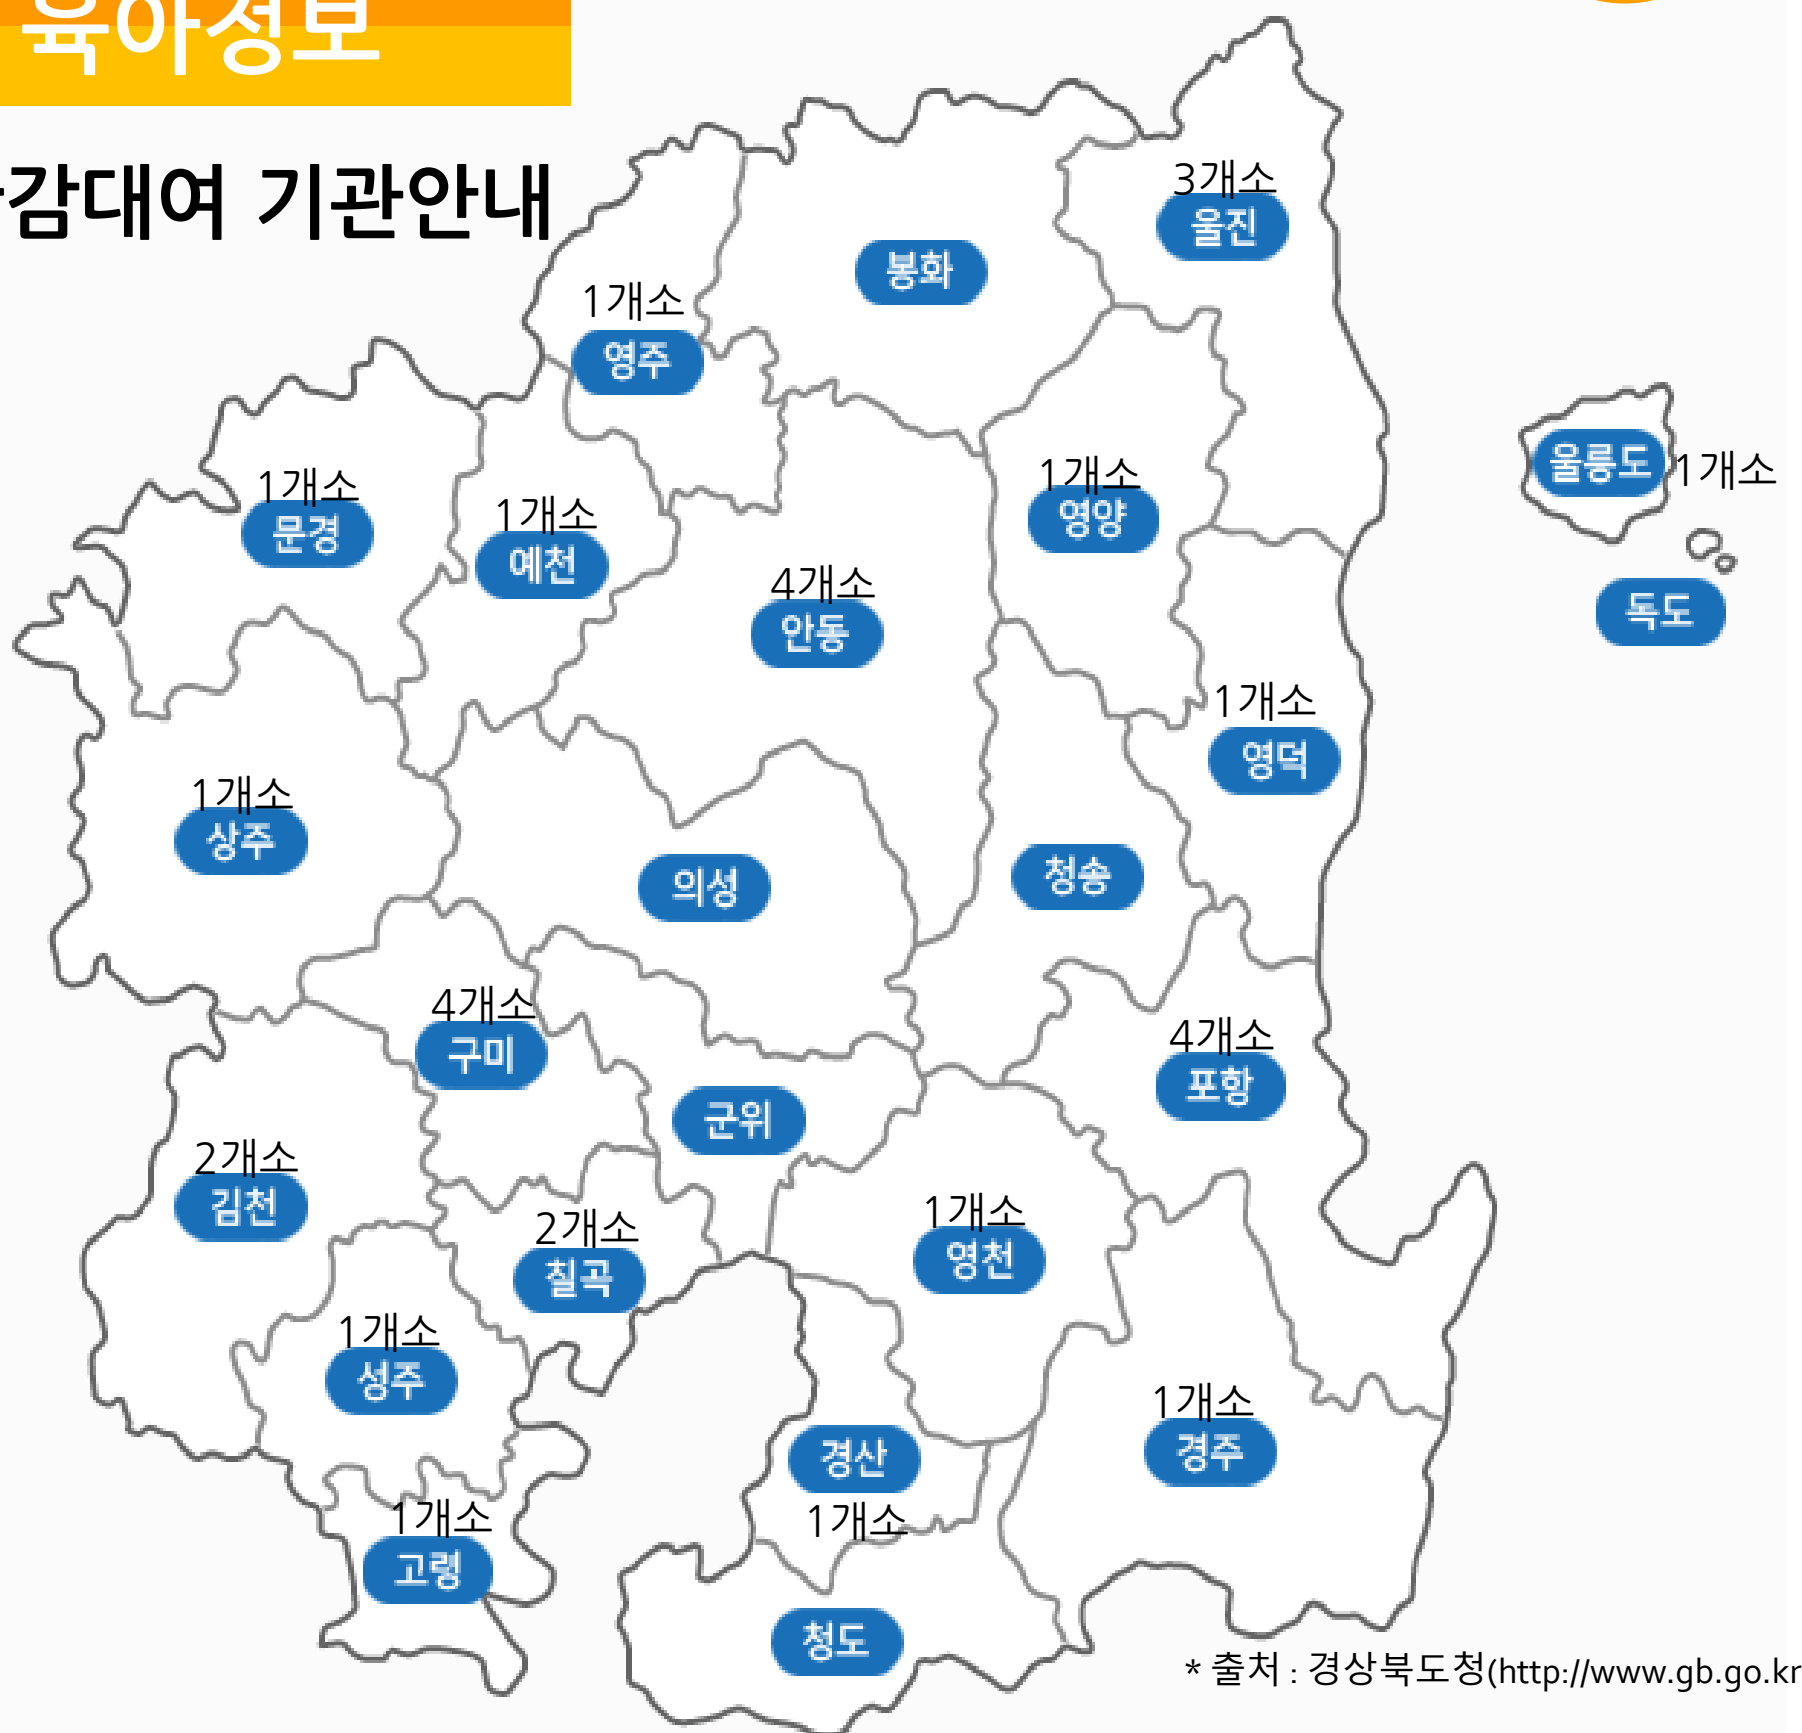 육아정보
감대여 기관안내
3개소
울진
봉화
1개소
영주
울릉도 1개소
1개소
문경
1개소
예천
1개소
영양
4개소
안동
독도
1개소
영덕
1개소
상주
의성
청송
4개소
구미
4개소
포항
군위
2개소
김천
2개소
칠곡
1개소
영천
1개소
성주
1개소
경주
경산
1개소
1개소
고령
청도
* 출처 : 경상북도청(http://www.gb.go.kr